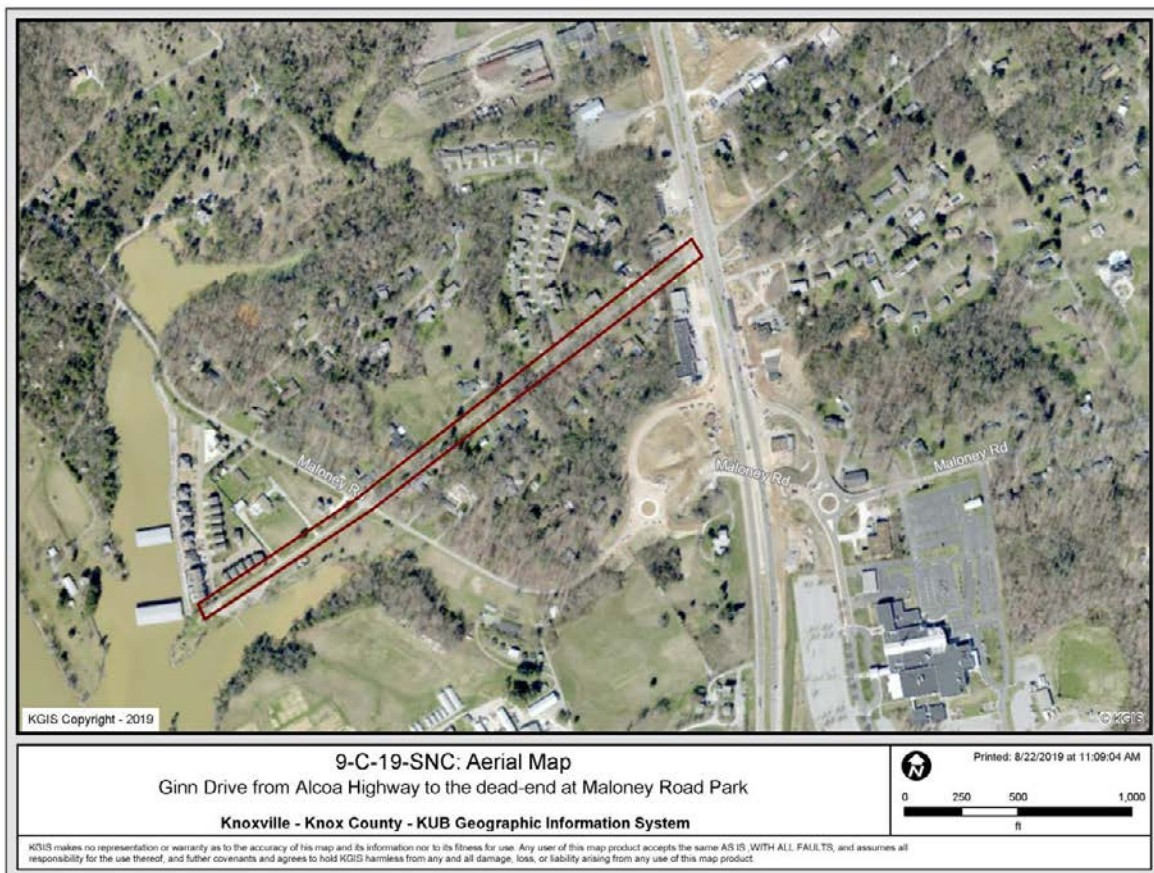 Maloney Rd
Maloney Rd
Maloney Rd
KGIS Copyright - 2019
© KGIS
9-C-19-SNC: Aerial Map
Ginn Drive from Alcoa Highway to the dead-end at Maloney Road Park
Knoxville - Knox County - KUB Geographic Information System
N
Printed: 8/22/2019 at 11:09:04 AM
0 250 500 1,000
ft
KGIS makes no representation or warranty as to the accuracy of his map and its information nor to its fitness for use. Any user of this map product accepts the same AS IS ,WITH ALL FAULTS, and assumes all
responsibility for the use thereof, and futher covenants and agrees to hold KGIS harmless from any and all damage, loss, or liability arising from any use of this map product.